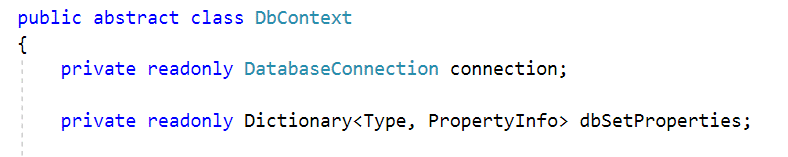 public abstract class DbContext
{
private readonly DatabaseConnection connection;
private readonly Dictionary<Type, PropertyInfo> dbSetProperties;